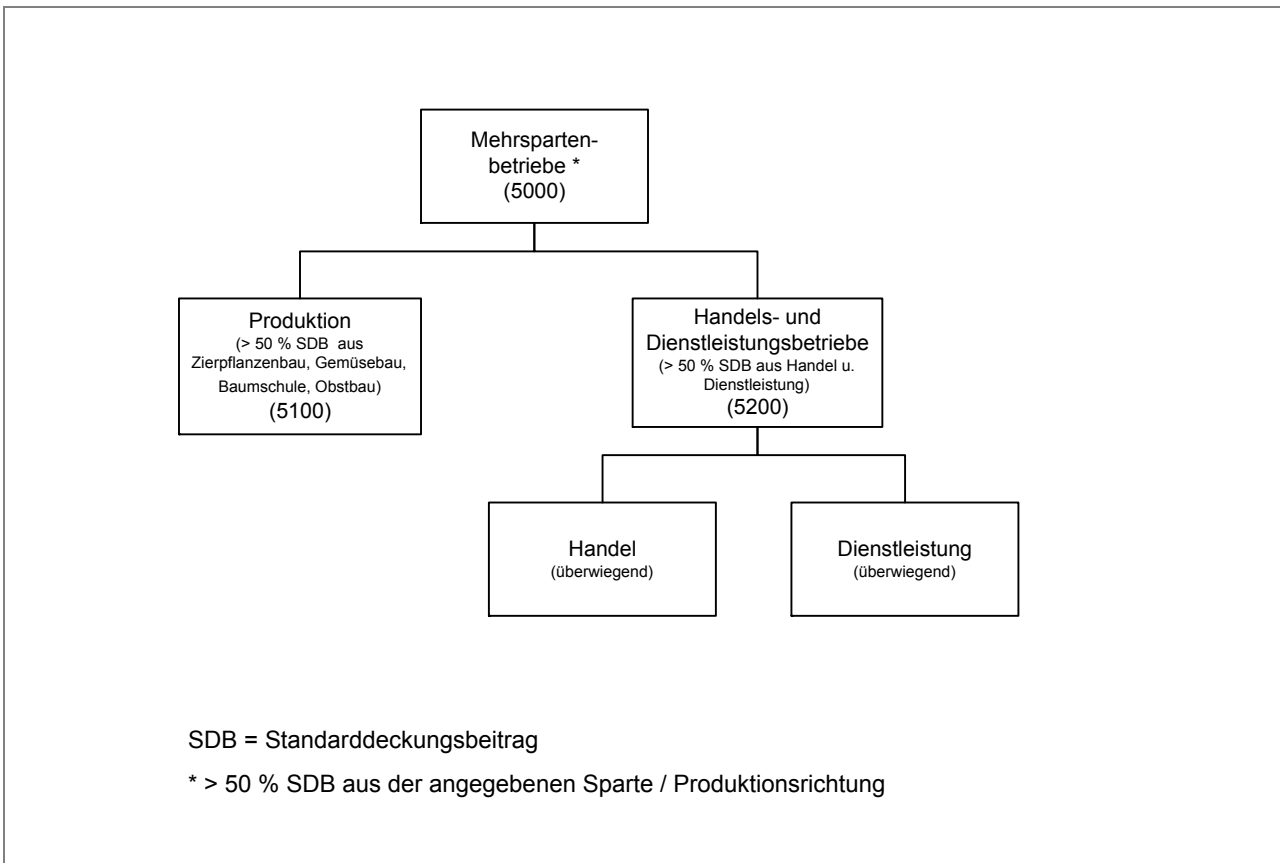 Mehrsparten-
betriebe *
(5000)
Produktion
(> 50 % SDB aus
Zierpflanzenbau, Gemüsebau,
Baumschule, Obstbau)
(5100)
Handels- und
Dienstleistungsbetriebe
(> 50 % SDB aus Handel u.
Dienstleistung)
(5200)
Handel
(überwiegend)
Dienstleistung
(überwiegend)
SDB = Standarddeckungsbeitrag
* > 50 % SDB aus der angegebenen Sparte / Produktionsrichtung